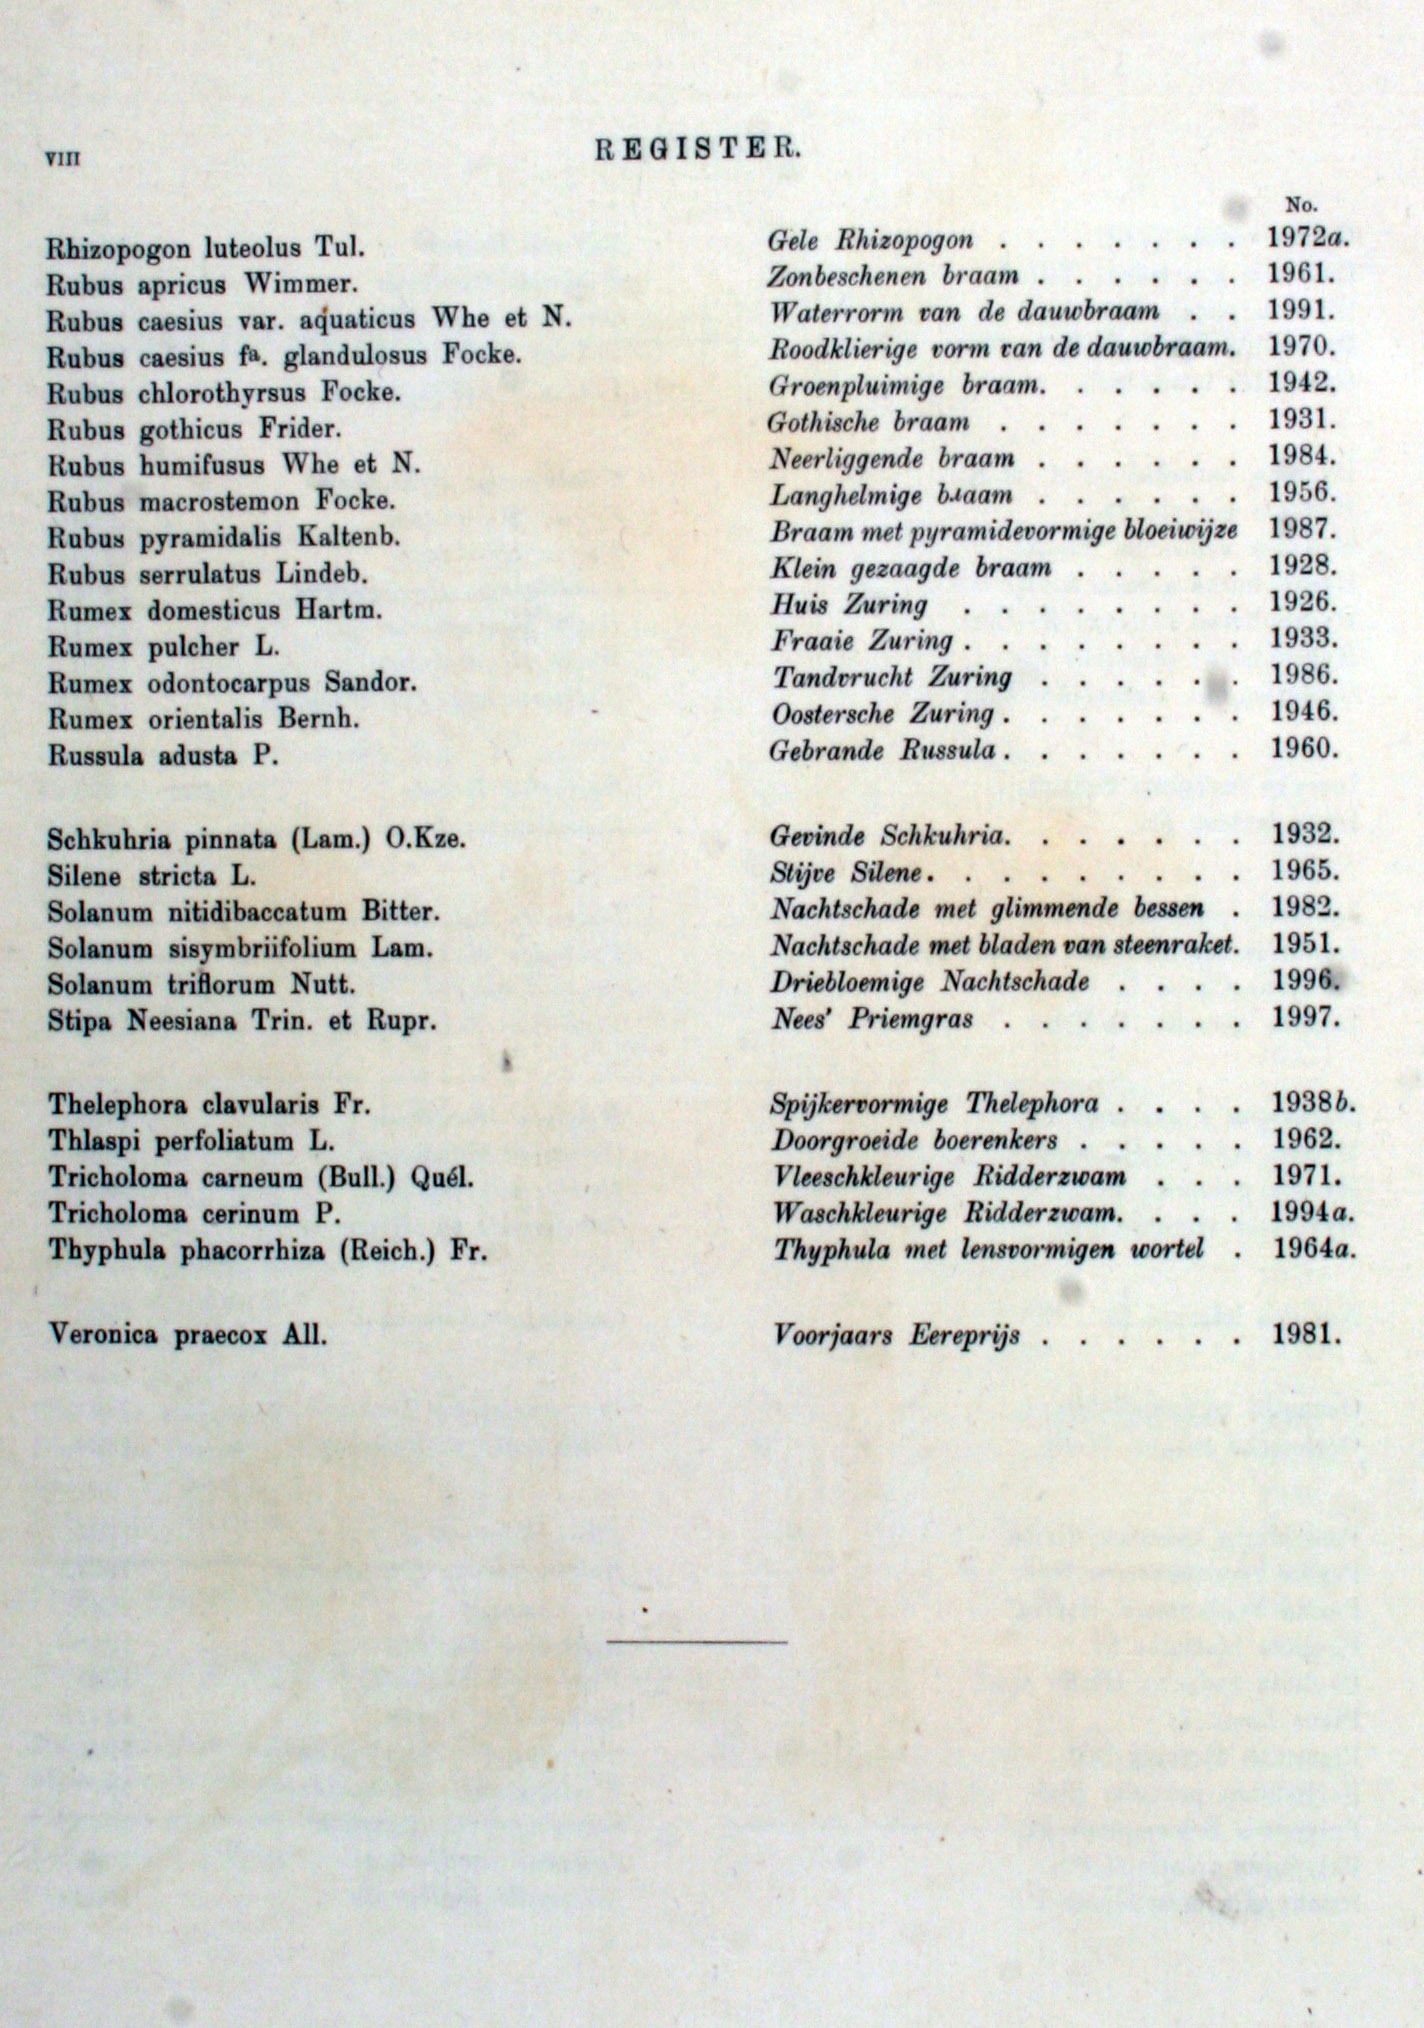 VIII
REGISTER.
No.
Rhizopogon luteolus Tul. Gele Rhizopogon . . . . . . . 1972a.
Rubus apricus Wimmer. Zonbeschenen braam . . . . . . 1961.
Rubus caesius var. aquaticus Whe et N. Waterrorm van de dauwbraam . . 1991.
Rubus caesius fa. glandulosus Focke. Roodklierige vorm van de dauwbraam. 1970.
Rubus chlorothyrsus Focke. Groenpluimige braam. . . . . . 1942.
Rubus gothicus Frider. Gothische braam . . . . . . . 1931.
Rubus humifusus Whe et N. Neerliggende braam . . . . . . 1984.
Rubus macrostemon Focke. Langhelmige braam . . . . . . 1956.
Rubus pyramidalis Kaltenb. Braam met pyramidevormige bloeiwijze 1987.
Rubus serrulatus Lindeb. Klein gezaagde braam . . . . . 1928.
Rumex domesticus Hartm. Huis Zuring . . . . . . . . 1926.
Rumex pulcher L. Fraaie Zuring . . . . . . . . 1933.
Rumex odontocarpus Sandor. Tandvrucht Zuring . . . . . . 1986.
Rumex orientalis Bernh. Oostersche Zuring . . . . . . . 1946.
Russula adusta P. Gebrande Russula . . . . . . . 1960.
Schkuhria pinnata (Lam.) O.Kze. Gevinde Schkuhria. . . . . . . 1932.
Silene stricta L. Stijve Silene. . . . . . . . . 1965.
Solanum nitidibaccatum Bitter. Nachtschade met glimmende bessen . 1982.
Solanum sisymbriifolium Lam. Nachtschade met bladen van steenraket. 1951.
Solanum triflorum Nutt. Driebloemige Nachtschade . . . . 1996.
Stipa Neesiana Trin. et Rupr. Nees' Priemgras . . . . . . . 1997.
Thelephora clavularis Fr. Spijkervormige Thelephora . . . . 1938b.
Thlaspi perfoliatum L. Doorgroeide boerenkers . . . . . 1962.
Tricholoma carneum (Bull.) Quél. Vleeschkleurige Ridderzwam . . . 1971.
Tricholoma cerinum P. Waschkleurige Ridderzwam. . . . 1994a.
Thyphula phacorrhiza (Reich.) Fr. Thyphula met lensvormigen wortel . 1964a.
Veronica praecox All. Voorjaars Eereprijs . . . . . . 1981.